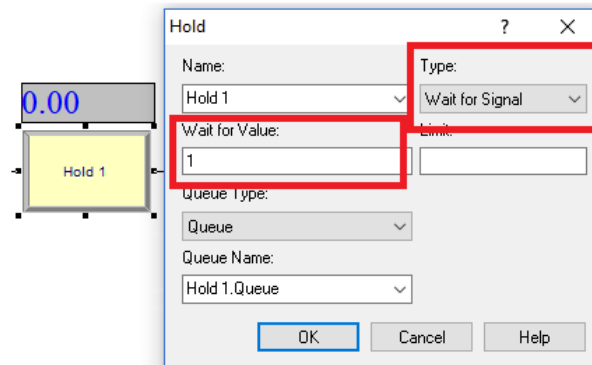 Hold
?
X
Name:
Type:
Hold 1
Wait for Signal
0.00
Wait for Value:
Limit:
1
Hold 1
Queue Type:
Queue
Queue Name:
Hold 1.Queue
OK
Cancel
Help